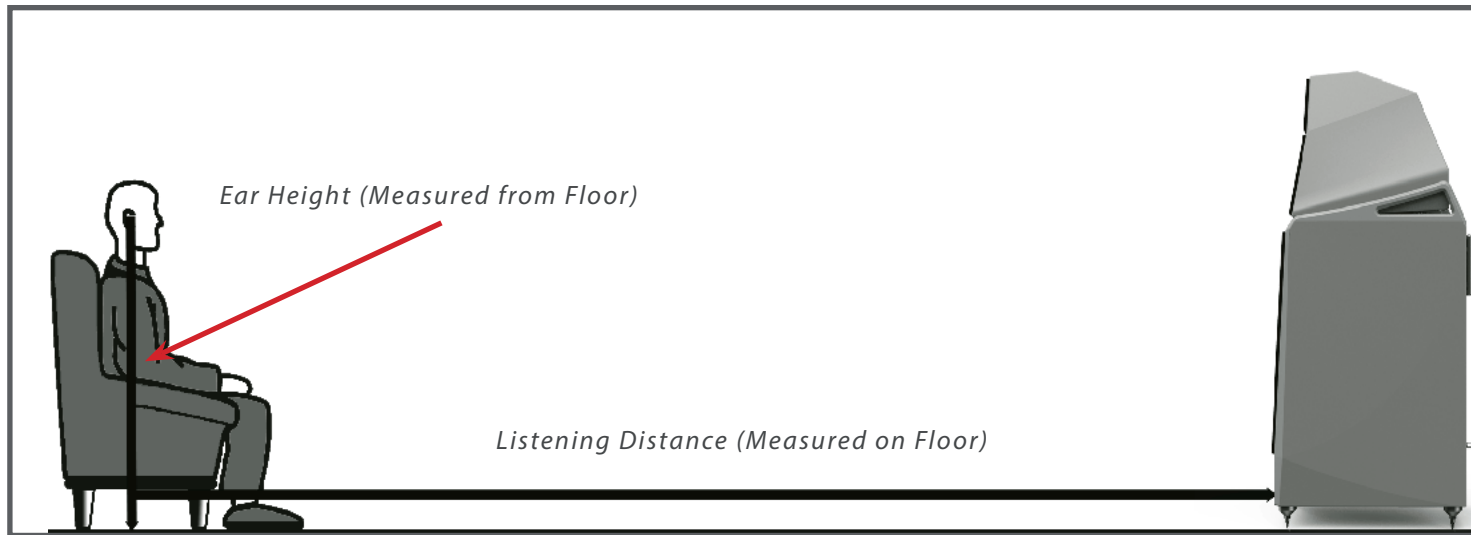 Ear Height (Measured from Floor)
Listening Distance (Measured on Floor)